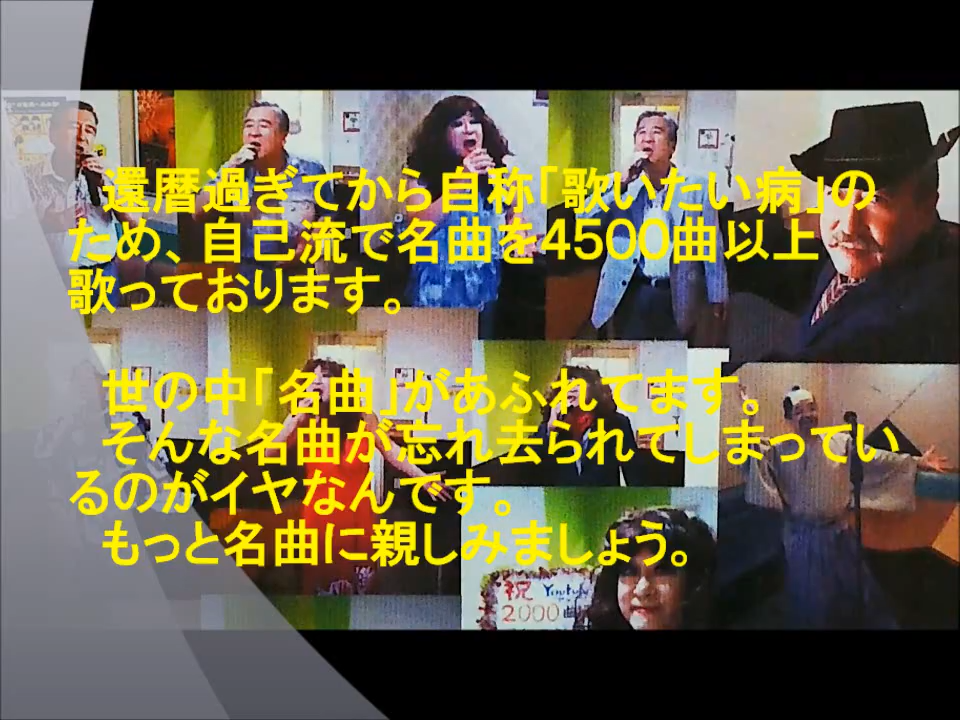 還暦過ぎてから自称「歌いたい病」の
ため、自己流で名曲を4500曲以上
歌っております。
世の中「名曲」があふれてます。
そんな名曲が忘れ去られてしまってい
るのがイヤなんです。
もっと名曲に親しみましょう。
祝 Youtube
2000曲